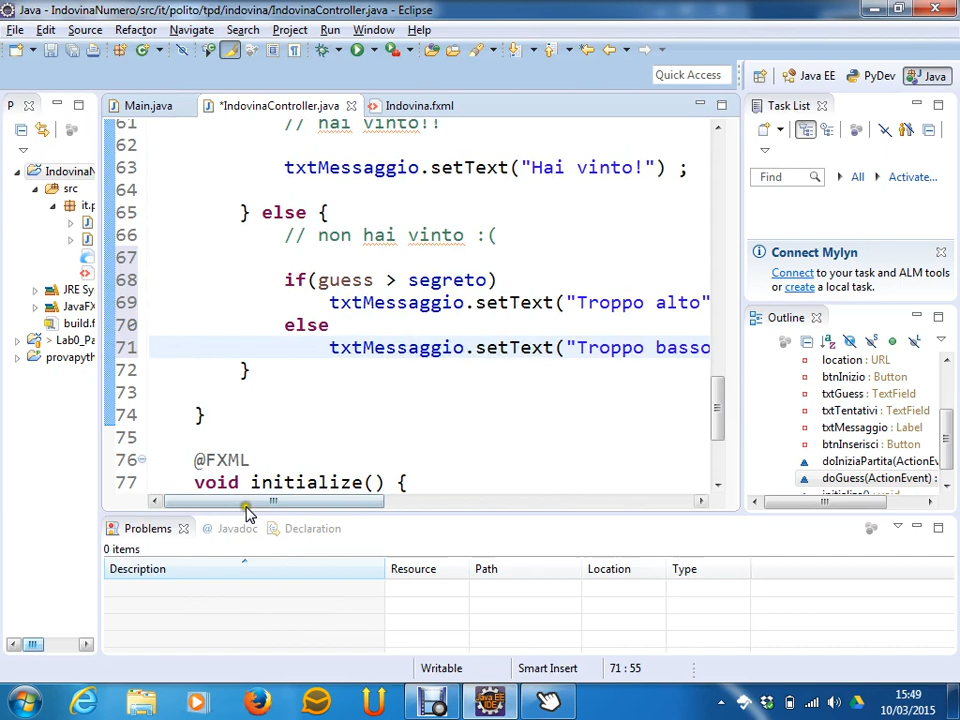 Java - IndovinaNumero/src/it/polito/tpd/indovina/IndovinaController.java - Eclipse
File Edit Source Refactor Navigate Search Project Run Window Help
Quick Access
Java EE
PyDev
Java
P
Main.java
*IndovinaController.java
Indovina.fxml
Task List
IndovinaN
src
it.p
JRE Sy
JavaFX
build.f
> Lab0_P
provapyth
61 // hai vinto!!
62
63 txtMessaggio.setText("Hai vinto!") ;
64
65 } else {
66 // non hai vinto :(
67
68 if(guess > segreto)
69 txtMessaggio.setText("Troppo alto"
70 else
71 txtMessaggio.setText("Troppo basso
72 }
73
74 }
75
76 @FXML
77 void initialize() {
Find
All
Activate...
Connect Mylyn
Connect to your task and ALM tools
or create a local task.
Outline
location : URL
btnInizio : Button
txtGuess : TextField
txtTentativi : TextField
txtMessaggio : Label
btnInserisci : Button
doIniziaPartita(ActionEv
doGuess(ActionEvent) :
Problems
@ Javadoc
Declaration
0 items
Description Resource Path Location Type
Writable Smart Insert 71 : 55
Java EE
IDE
15:49
10/03/2015